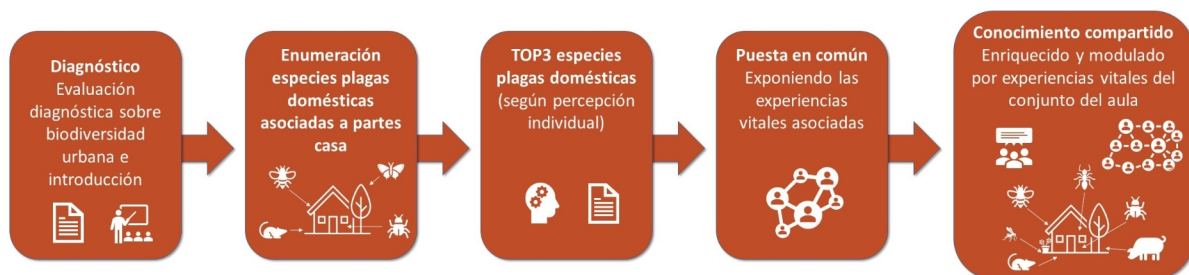 Diagnóstico
Evaluación
diagnóstica sobre
biodiversidad
urbana e
introducción
Enumeración
especies plagas
domésticas
asociadas a partes
casa
TOP3 especies
plagas domésticas
(según percepción
individual)
Puesta en común
Exponiendo las
experiencias
vitales asociadas
Conocimiento compartido
Enriquecido y modulado
por experiencias vitales del
conjunto del aula